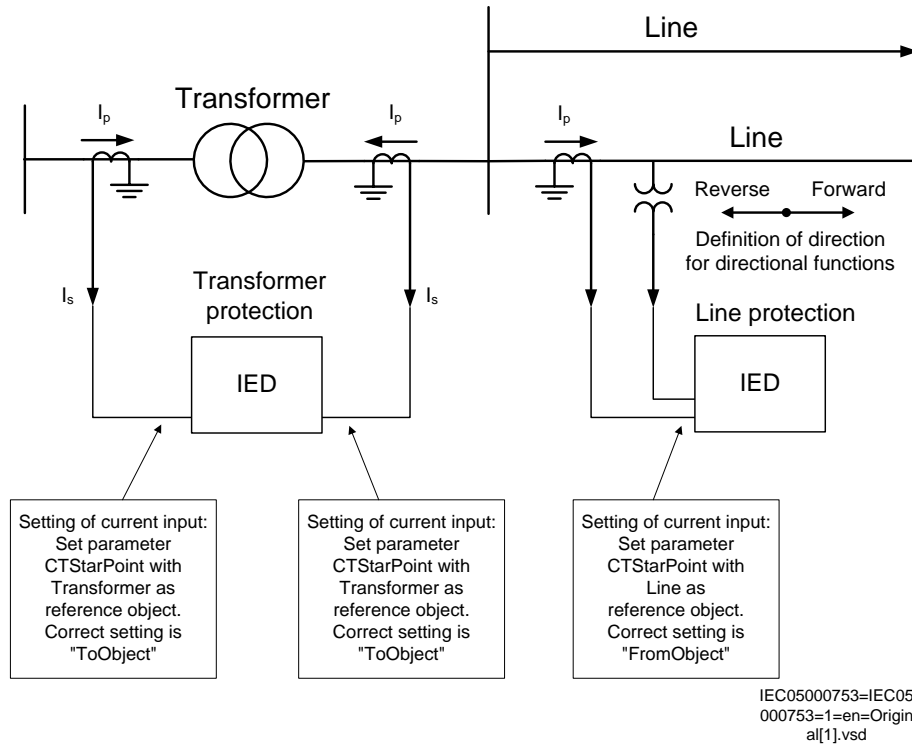 Line
Transformer
Ip
Ip
Ip
Line
Reverse
Forward
Definition of direction
for directional functions
Is
Transformer
protection
Is
Line protection
IED
IED
Setting of current input:
Set parameter
CTStarPoint with
Transformer as
reference object.
Correct setting is
"ToObject"
Setting of current input:
Set parameter
CTStarPoint with
Transformer as
reference object.
Correct setting is
"ToObject"
Setting of current input:
Set parameter
CTStarPoint with
Line as
reference object.
Correct setting is
"FromObject"
IEC05000753=IEC05
000753=1=en=Origin
al[1].vsd